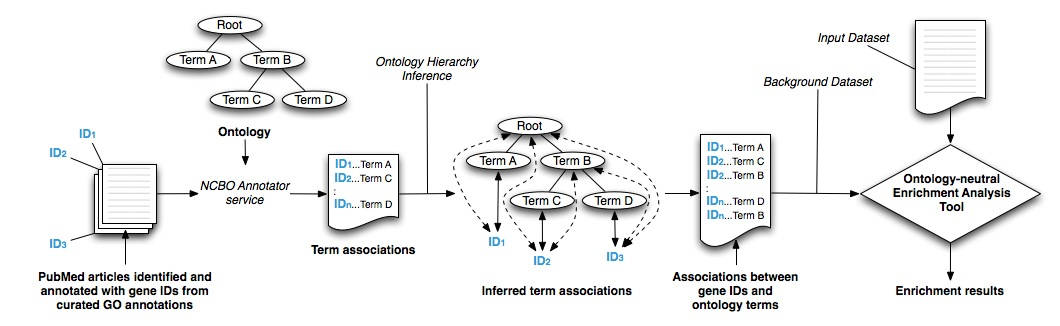 Root
Term A
Term B
Term C
Term D
Ontology
ID1
ID2
ID3
PubMed articles identified and
annotated with gene IDs from
curated GO annotations
NCBO Annotator
service
ID1...Term A
ID2...Term C
:
IDn...Term D
Term associations
Ontology Hierarchy
Inference
Root
Term A
Term B
Term C
Term D
ID1
ID2
ID3
Inferred term associations
ID1...Term A
ID2...Term C
ID2...Term B
:
IDn...Term D
IDn...Term B
Associations between
gene IDs and
ontology terms
Background Dataset
Input Dataset
Ontology-neutral
Enrichment Analysis
Tool
Enrichment results